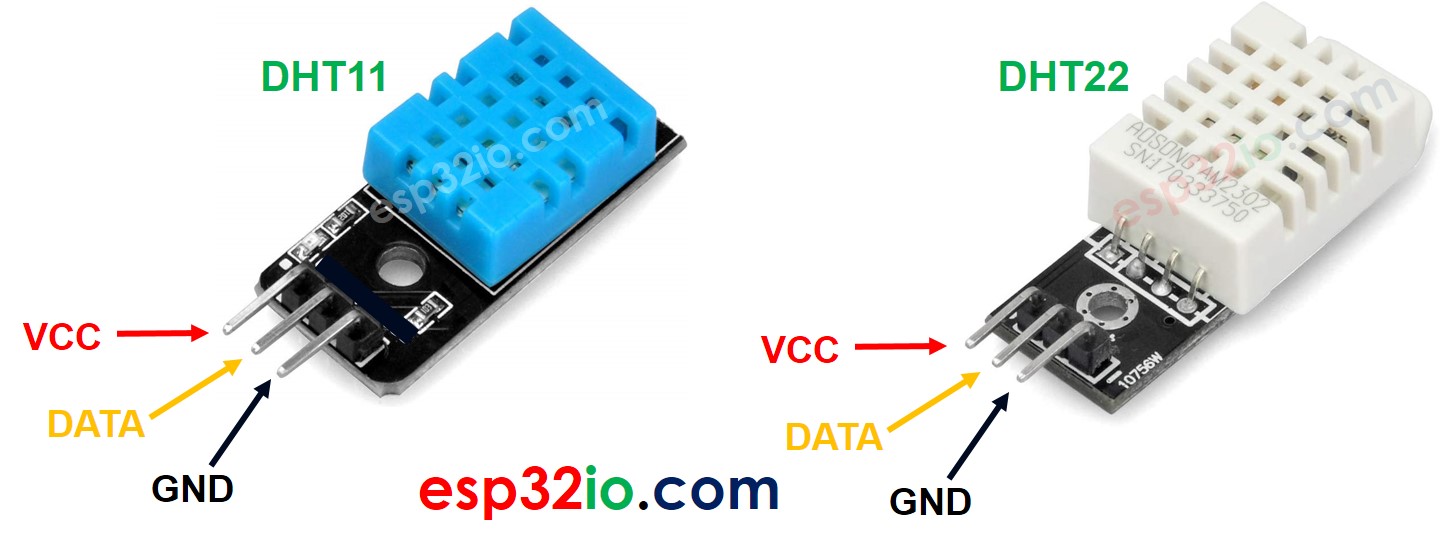 DHT11
esp32io.com
VCC
DATA
GND
DHT22
AOSONG AM2302
SN170333750
esp32io.com
10756W
VCC
DATA
GND
esp32io.com